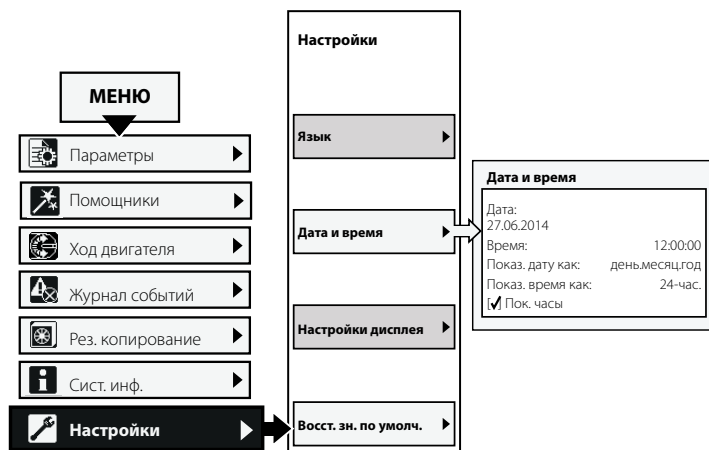 МЕНЮ
Параметры
Помощники
Ход двигателя
Журнал событий
Рез. копирование
Сист. инф.
Настройки
Настройки
Язык
Дата и время
Настройки дисплея
Восст. зн. по умолч.
Дата и время
Дата:
27.06.2014
Время: 12:00:00
Показ. дату как: день.месяц.год
Показ. время как: 24-час.
[✓] Пок. часы